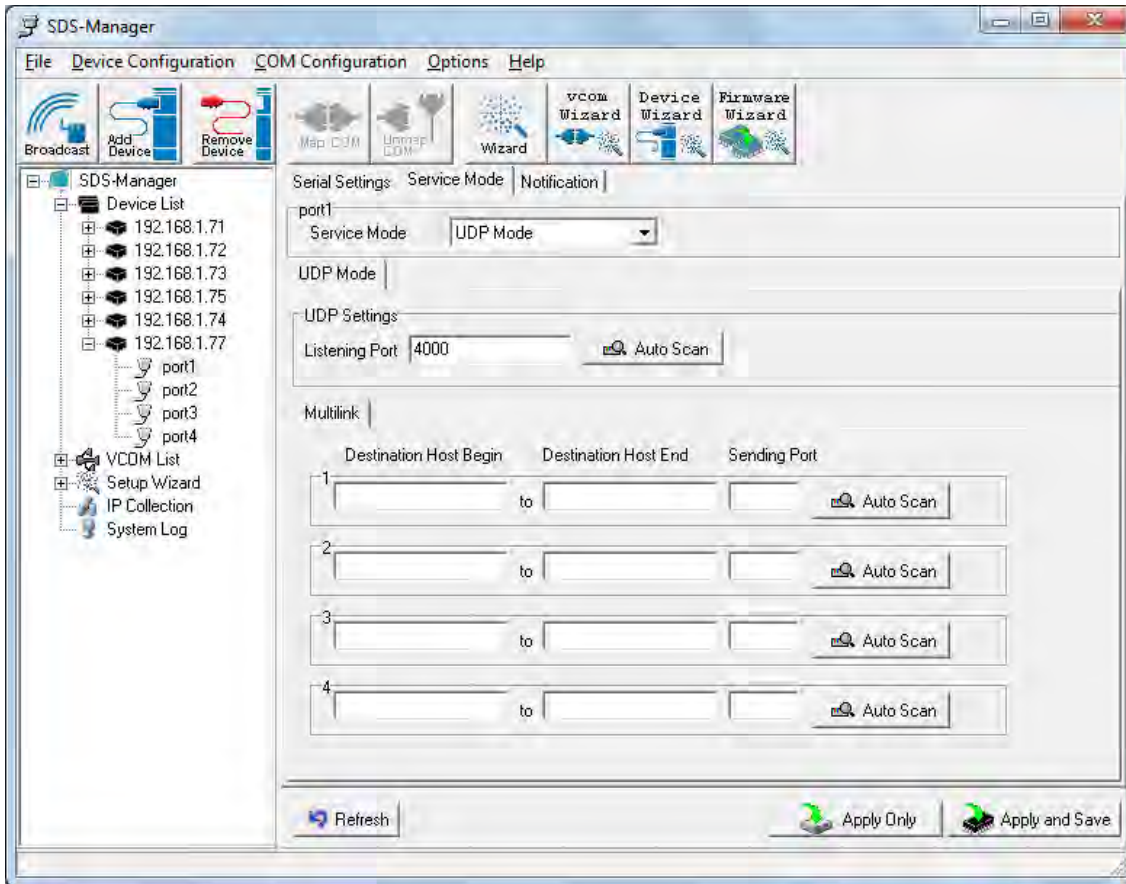 SDS-Manager
File Device Configuration COM Configuration Options Help
Broadcast
Add Device
Remove Device
Map COM
Unmap COM
Wizard
vcom Wizard
Device Wizard
Firmware Wizard
SDS-Manager
Device List
192.168.1.71
192.168.1.72
192.168.1.73
192.168.1.75
192.168.1.74
192.168.1.77
port1
port2
port3
port4
VCOM List
Setup Wizard
IP Collection
System Log
Serial Settings Service Mode Notification
port1
Service Mode UDP Mode
UDP Mode
UDP Settings
Listening Port 4000 Auto Scan
Multilink
Destination Host Begin Destination Host End Sending Port
1
to Auto Scan
2
to Auto Scan
3
to Auto Scan
4
to Auto Scan
Refresh Apply Only Apply and Save